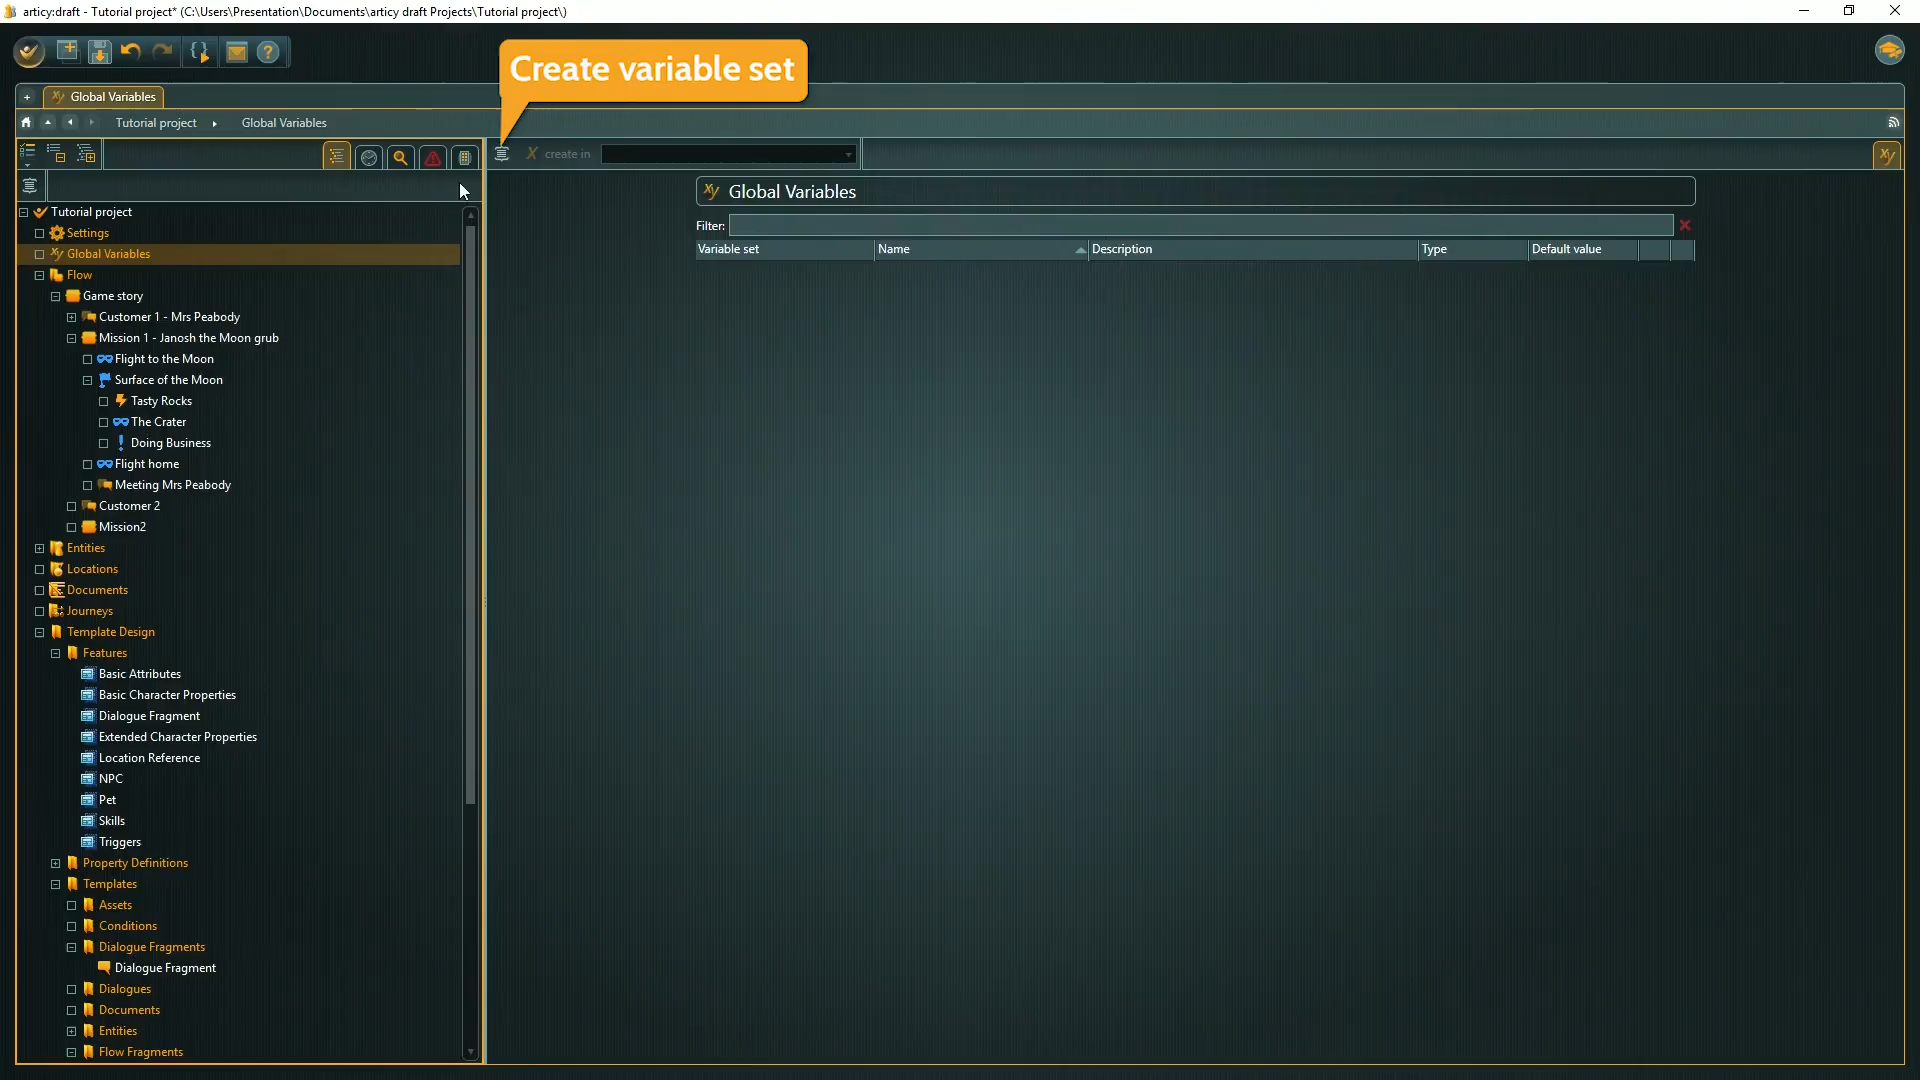 articy:draft - Tutorial project* (C:\Users\Presentation\Documents\articy draft Projects\Tutorial project\)
Create variable set
+ Global Variables
Tutorial project Global Variables
create in
Global Variables
Filter:
Variable set Name Description Type Default value
Tutorial project
Settings
Global Variables
Flow
Game story
Customer 1 - Mrs Peabody
Mission 1 - Janosh the Moon grub
Flight to the Moon
Surface of the Moon
Tasty Rocks
The Crater
Doing Business
Flight home
Meeting Mrs Peabody
Customer 2
Mission2
Entities
Locations
Documents
Journeys
Template Design
Features
Basic Attributes
Basic Character Properties
Dialogue Fragment
Extended Character Properties
Location Reference
NPC
Pet
Skills
Triggers
Property Definitions
Templates
Assets
Conditions
Dialogue Fragments
Dialogue Fragment
Dialogues
Documents
Entities
Flow Fragments